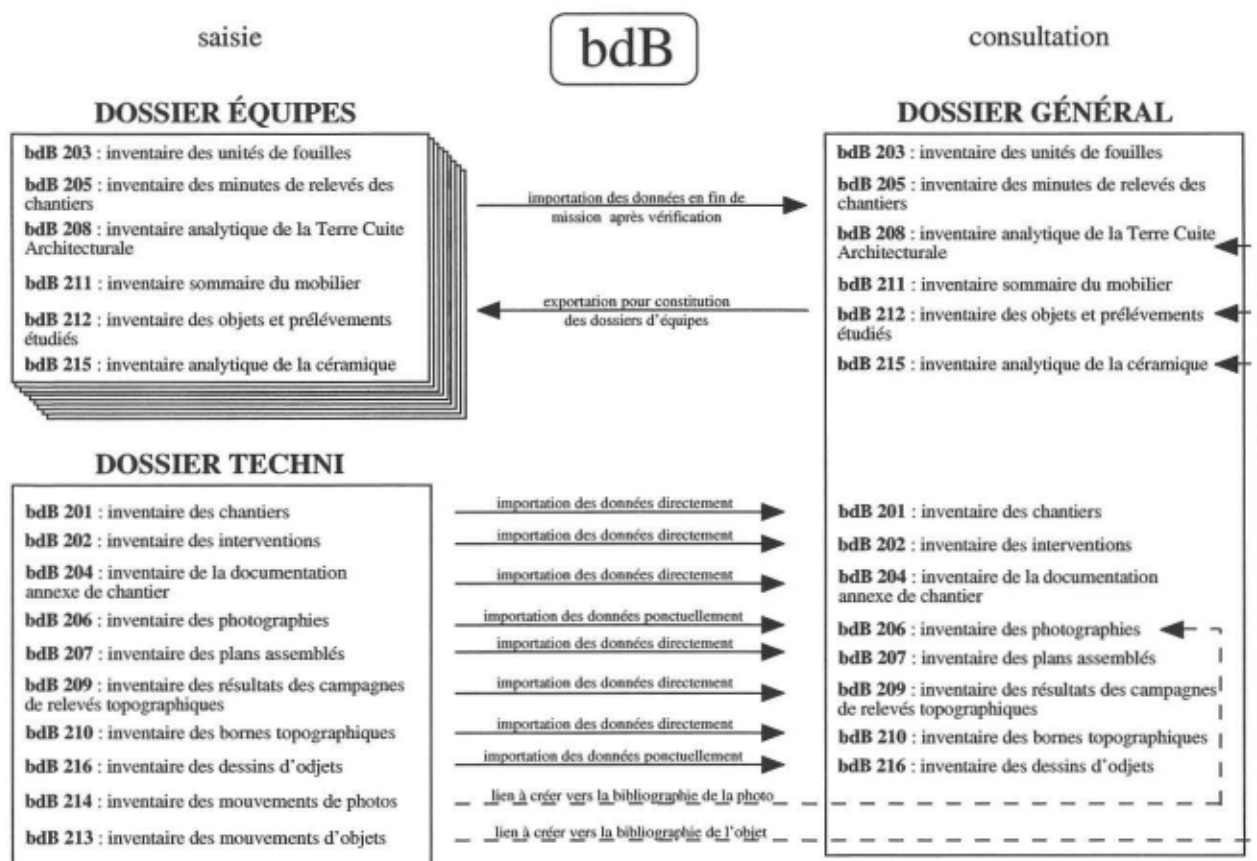 saisie
bdB
consultation
DOSSIER ÉQUIPES
bdB 203 : inventaire des unités de fouilles
bdB 205 : inventaire des minutes de relevés des
chantiers
bdB 208 : inventaire analytique de la Terre Cuite
Architecturale
bdB 211 : inventaire sommaire du mobilier
bdB 212 : inventaire des objets et prélévements
étudiés
bdB 215 : inventaire analytique de la céramique
importation des données en fin de
mission après vérification
exportation pour constitution
des dossiers d'équipes
DOSSIER GÉNÉRAL
bdB 203 : inventaire des unités de fouilles
bdB 205 : inventaire des minutes de relevés des
chantiers
bdB 208 : inventaire analytique de la Terre Cuite
Architecturale
bdB 211 : inventaire sommaire du mobilier
bdB 212 : inventaire des objets et prélévements
étudiés
bdB 215 : inventaire analytique de la céramique
DOSSIER TECHNI
bdB 201 : inventaire des chantiers
bdB 202 : inventaire des interventions
bdB 204 : inventaire de la documentation
annexe de chantier
bdB 206 : inventaire des photographies
bdB 207 : inventaire des plans assemblés
bdB 209 : inventaire des résultats des campagnes
de relevés topographiques
bdB 210 : inventaire des bornes topographiques
bdB 216 : inventaire des dessins d'odjets
bdB 214 : inventaire des mouvements de photos
bdB 213 : inventaire des mouvements d'objets
importation des données directement
importation des données directement
importation des données directement
importation des données ponctuellement
importation des données directement
importation des données directement
importation des données directement
importation des données ponctuellement
lien à créer vers la bibliographie de la photo
lien à créer vers la bibliographie de l'objet
bdB 201 : inventaire des chantiers
bdB 202 : inventaire des interventions
bdB 204 : inventaire de la documentation
annexe de chantier
bdB 206 : inventaire des photographies
bdB 207 : inventaire des plans assemblés
bdB 209 : inventaire des résultats des campagnes
de relevés topographiques
bdB 210 : inventaire des bornes topographiques
bdB 216 : inventaire des dessins d'odjets